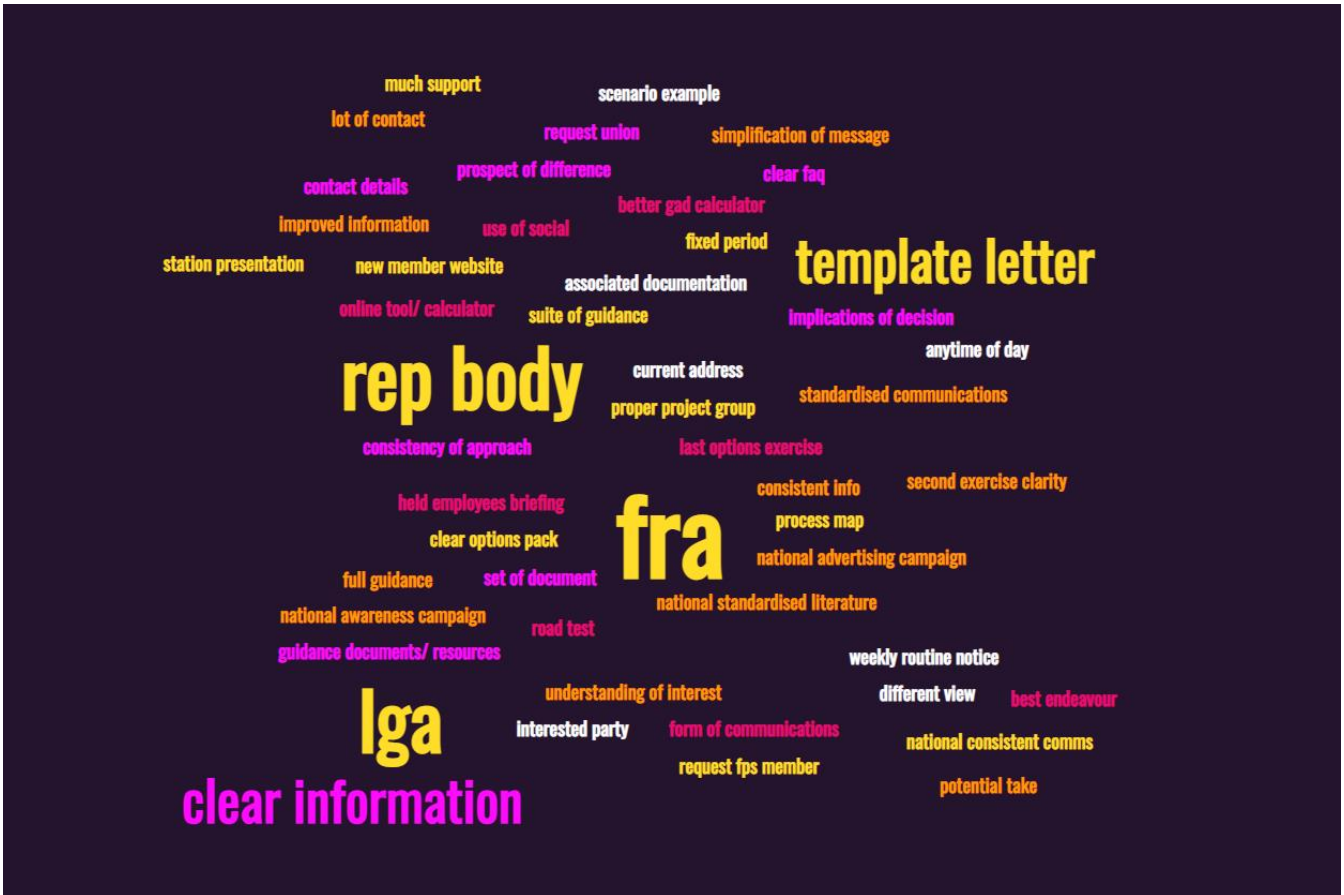 much support
scenario example
lot of contact
request union
simplification of message
prospect of difference
clear faq
contact details
better gad calculator
improved information
use of social
fixed period
template letter
station presentation
new member website
associated documentation
online tool/ calculator
suite of guidance
implications of decision
anytime of day
rep body
current address
standardised communications
proper project group
consistency of approach
last options exercise
second exercise clarity
consistent info
held employees briefing
fra
process map
clear options pack
national advertising campaign
full guidance
set of document
national standardised literature
national awareness campaign
road test
guidance documents/ resources
weekly routine notice
understanding of interest
different view
best endeavour
lga
interested party
form of communications
national consistent comms
request fps member
potential take
clear information